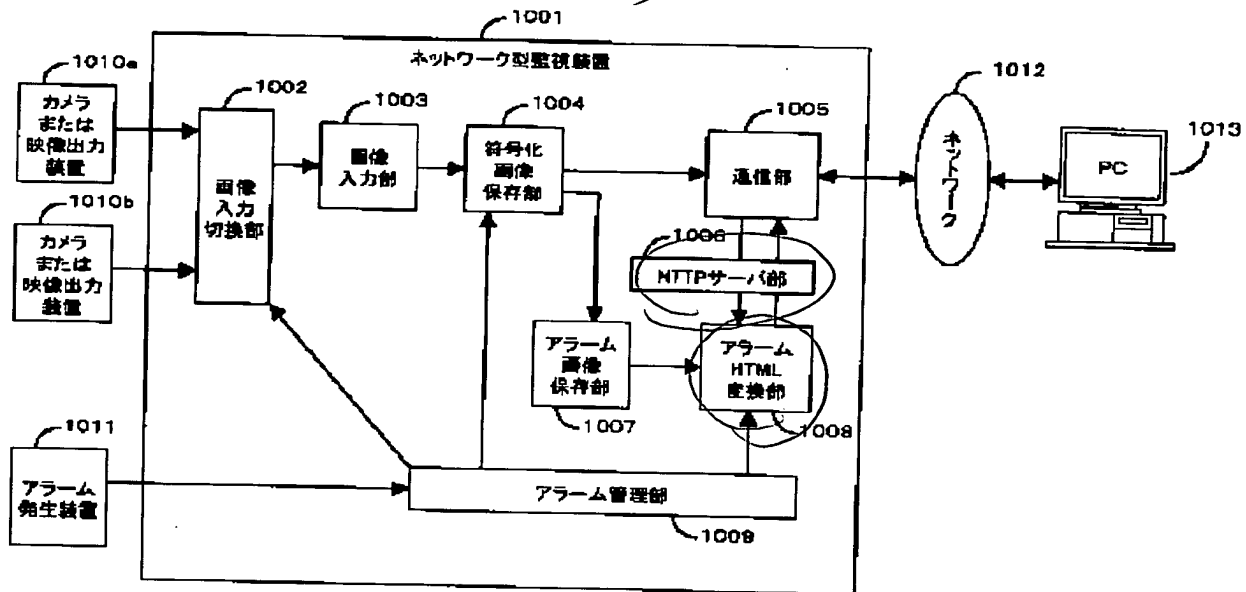 1001
ネットワーク型監視装置
1010a
カメラ
または
映像出力
装置
1010b
カメラ
または
映像出力
装置
1002
画像
入力
切換部
1003
画像
入力部
1004
符号化
画像
保存部
1005
通信部
1006
HTTPサーバ部
アラーム
画像
保存部
1007
アラーム
HTML
変換部
1008
1011
アラーム
発生装置
アラーム管理部
1009
1012
ネットワーク
1013
PC